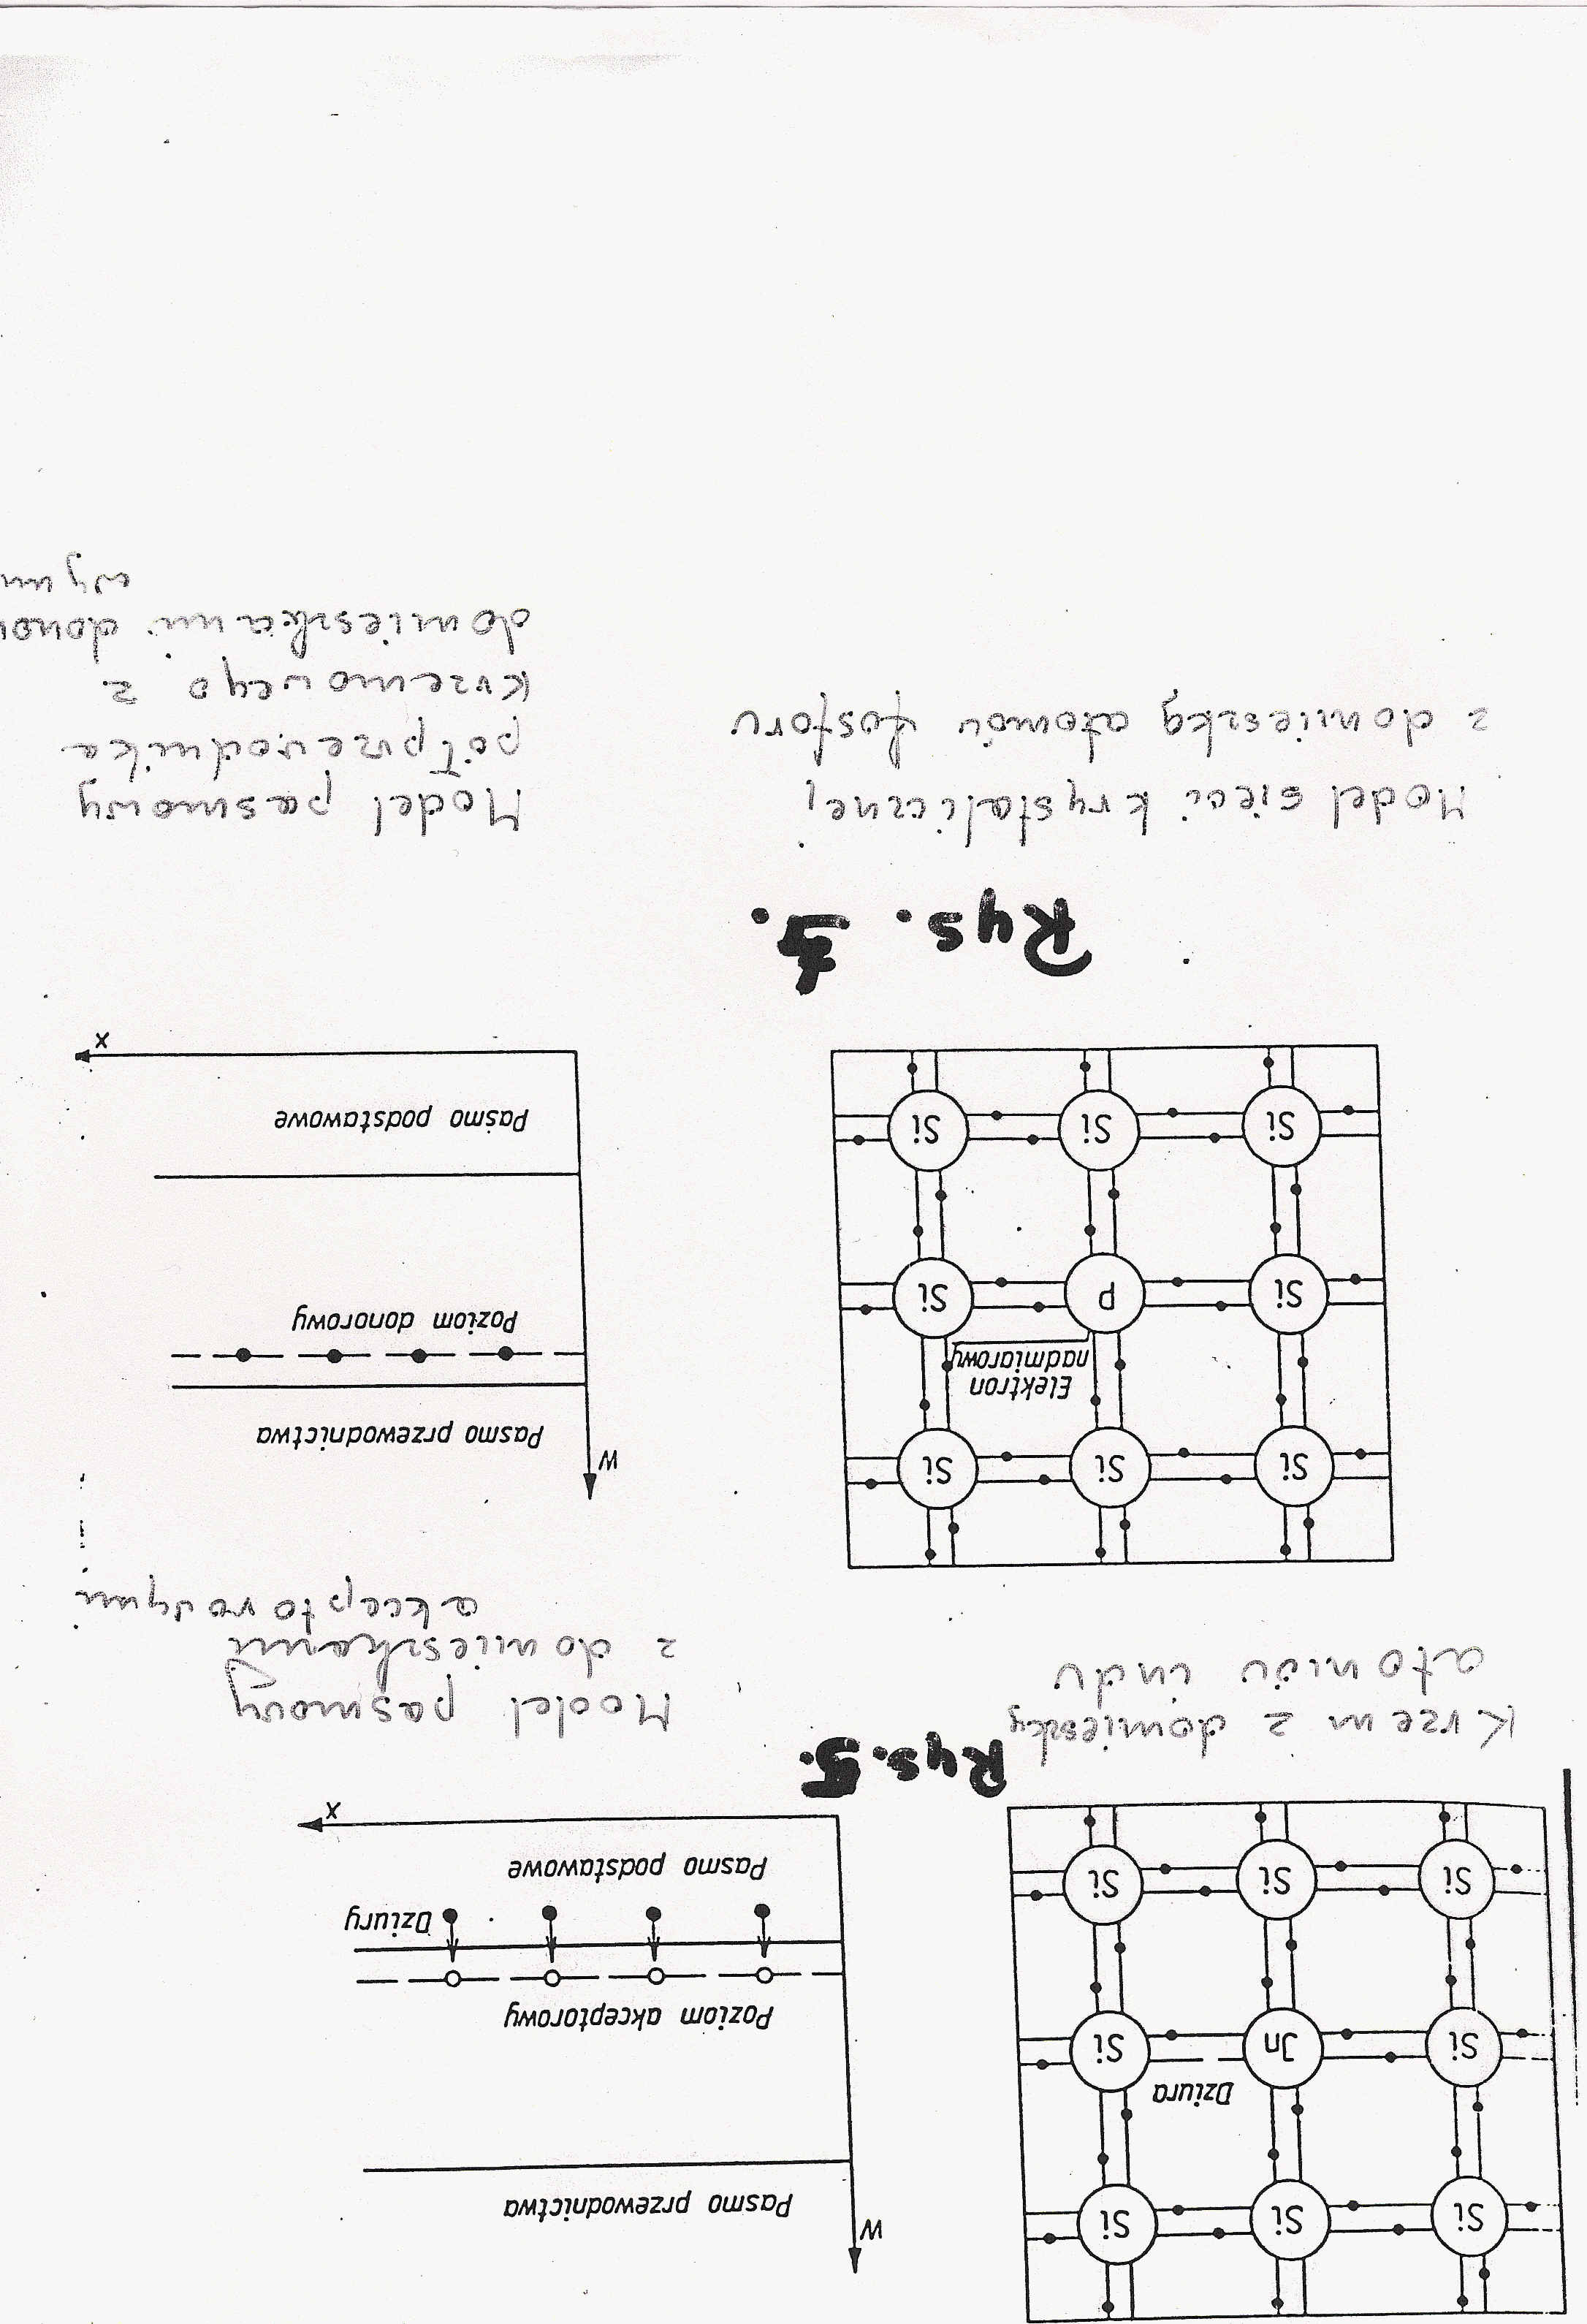 Si Si Si
Dziura
Si Jn Si
Si Si Si
W
Pasmo przewodnictwa
Poziom akceptorowy
Dziury
Pasmo podstawowe
x
Rys. 5.
Krzem z domieszką
atomów indu
Model pasmowy
z domieszkami
akceptorowymi
Si Si Si
Elektron
nadmiarowy
Si P Si
Si Si Si
W
Pasmo przewodnictwa
Poziom donorowy
Pasmo podstawowe
x
Rys.
Model sieci krystalicznej
z domieszką atomów fosforu
Model pasmowy
półprzewodnika
krzemowego z
domieszkami dono
wym